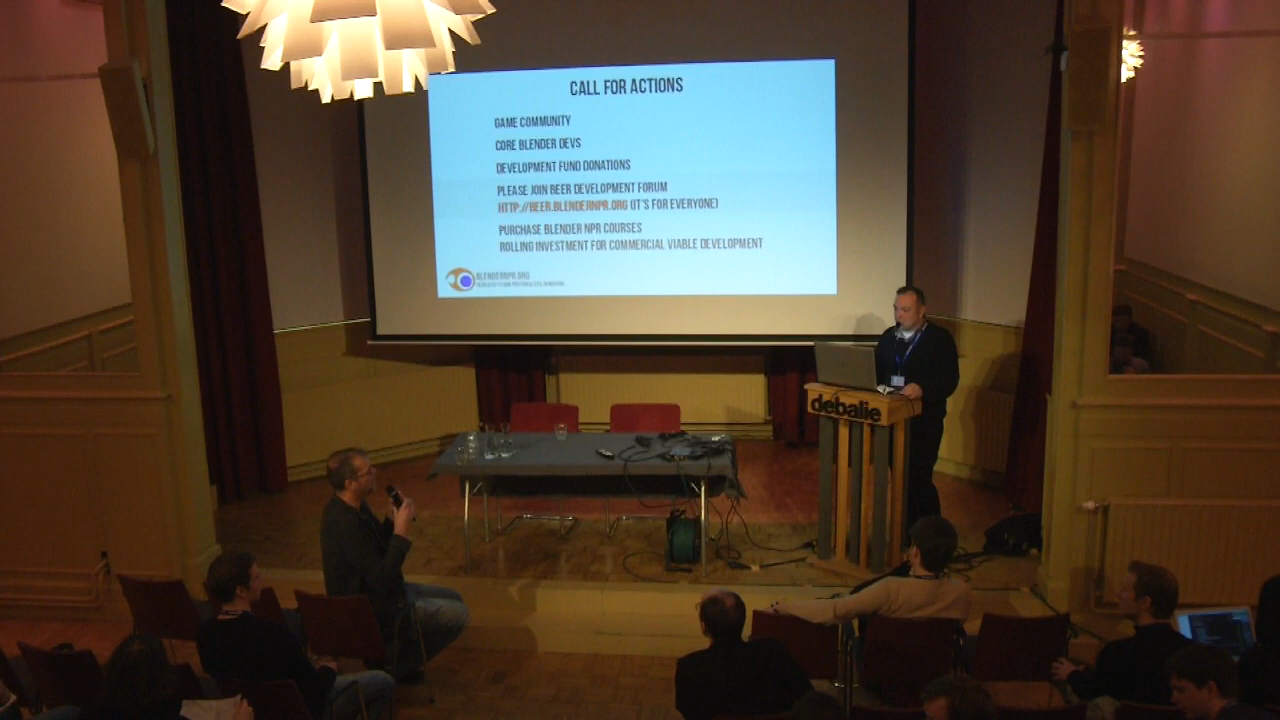 CALL FOR ACTIONS
GAME COMMUNITY
CORE BLENDER DEVS
DEVELOPMENT FUND DONATIONS
PLEASE JOIN BEER DEVELOPMENT FORUM
HTTP://BEER.BLENDERNPR.ORG (IT'S FOR EVERYONE)
PURCHASE BLENDER NPR COURSES
ROLLING INVESTMENT FOR COMMERCIAL VIABLE DEVELOPMENT
BLENDERNPR.ORG
debalie